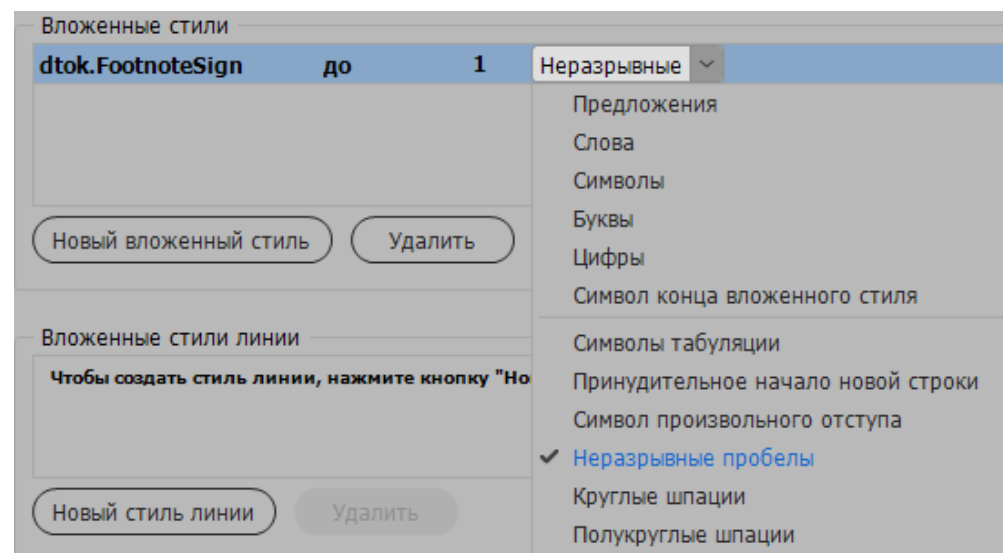 Вложенные стили
dtok.FootnoteSign до 1 Неразрывные
Предложения
Слова
Символы
Буквы
Цифры
Символ конца вложенного стиля
Символы табуляции
Принудительное начало новой строки
Символ произвольного отступа
Неразрывные пробелы
Круглые шпации
Полукруглые шпации
Новый вложенный стиль Удалить
Вложенные стили линии
Чтобы создать стиль линии, нажмите кнопку "Но
Новый стиль линии Удалить